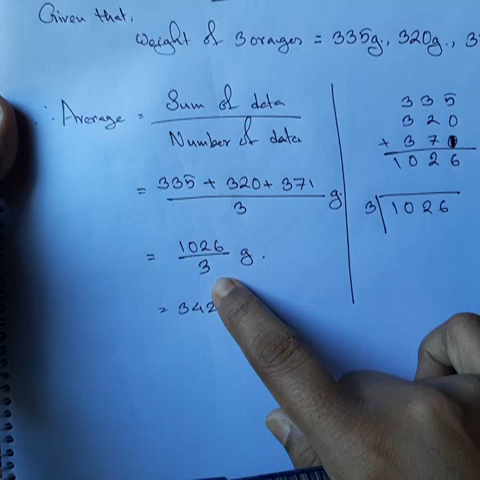 Given that,
Weight of 3 oranges = 335g., 320g., 3
∴ Average = Sum of data / Number of data
= 335 + 320 + 371 / 3 g.
= 1026 / 3 g.
= 342
335
320
+ 371
1026
3 1026